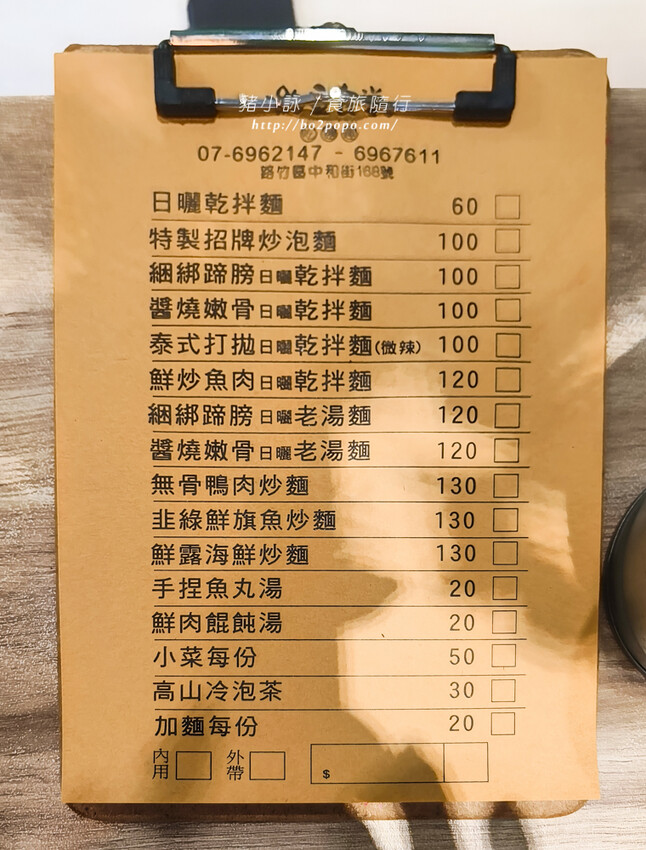 豬小詠 / 食旅隨行
http://bo2popo.com/
07-6962147 - 6967611
路竹區中和街168號
日曬乾拌麵 60
特製招牌炒泡麵 100
綑綁蹄膀日曬乾拌麵 100
醬燒嫩骨日曬乾拌麵 100
泰式打拋日曬乾拌麵(微辣) 100
鮮炒魚肉日曬乾拌麵 120
綑綁蹄膀日曬老湯麵 120
醬燒嫩骨日曬老湯麵 120
無骨鴨肉炒麵 130
韭綠鮮旗魚炒麵 130
鮮露海鮮炒麵 130
手捏魚丸湯 20
鮮肉餛飩湯 20
小菜每份 50
高山冷泡茶 30
加麵每份 20
內用 外帶 $